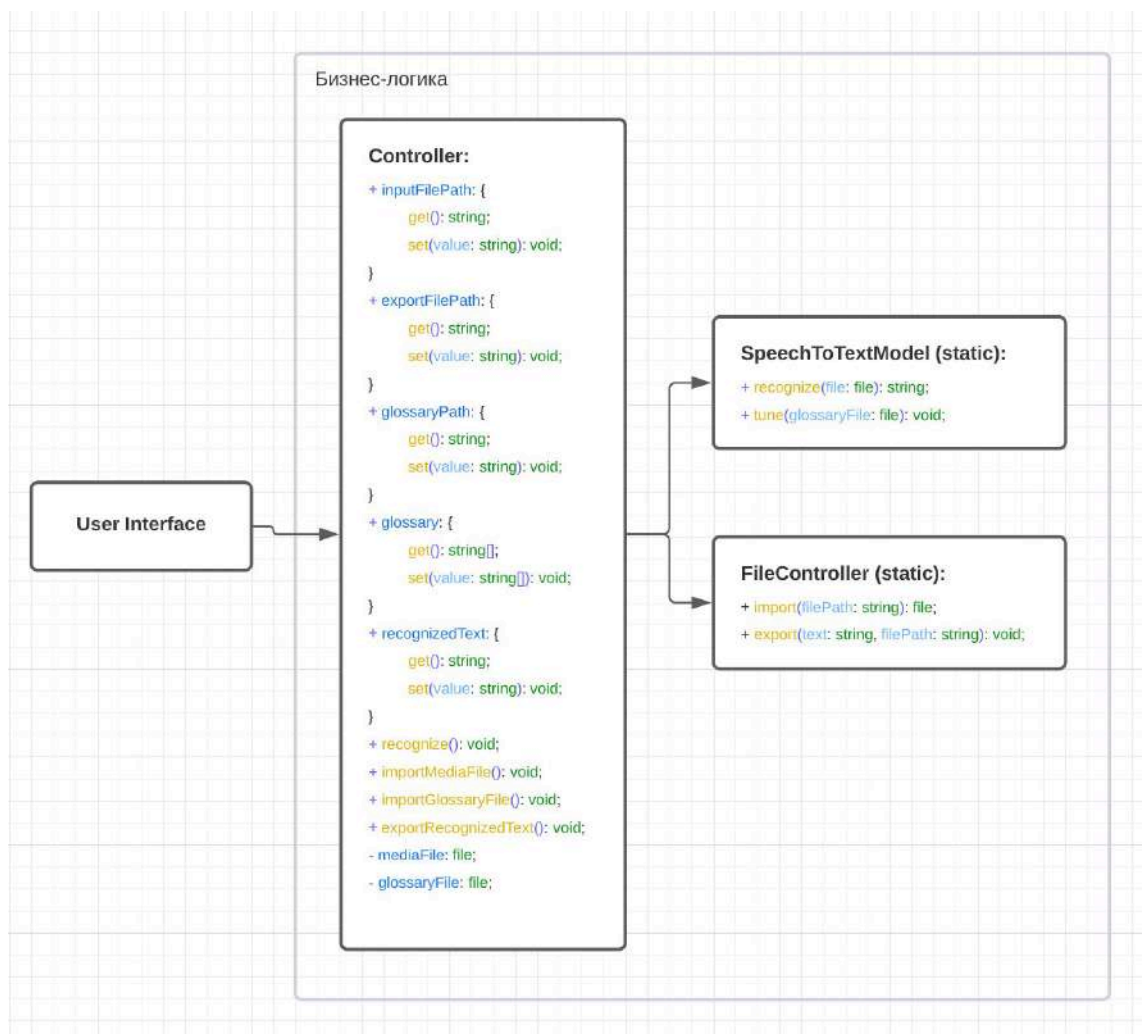 Бизнес-логика
Controller:
+ inputFilePath: {
get(): string;
set(value: string): void;
}
+ exportFilePath: {
get(): string;
set(value: string): void;
}
+ glossaryPath: {
get(): string;
set(value: string): void;
}
+ glossary: {
get(): string[];
set(value: string[]): void;
}
+ recognizedText: {
get(): string;
set(value: string): void;
}
+ recognize(): void;
+ importMediaFile(): void;
+ importGlossaryFile(): void;
+ exportRecognizedText(): void;
- mediaFile: file;
- glossaryFile: file;
User Interface
SpeechToTextModel (static):
+ recognize(file: file): string;
+ tune(glossaryFile: file): void;
FileController (static):
+ import(filePath: string): file;
+ export(text: string, filePath: string): void;